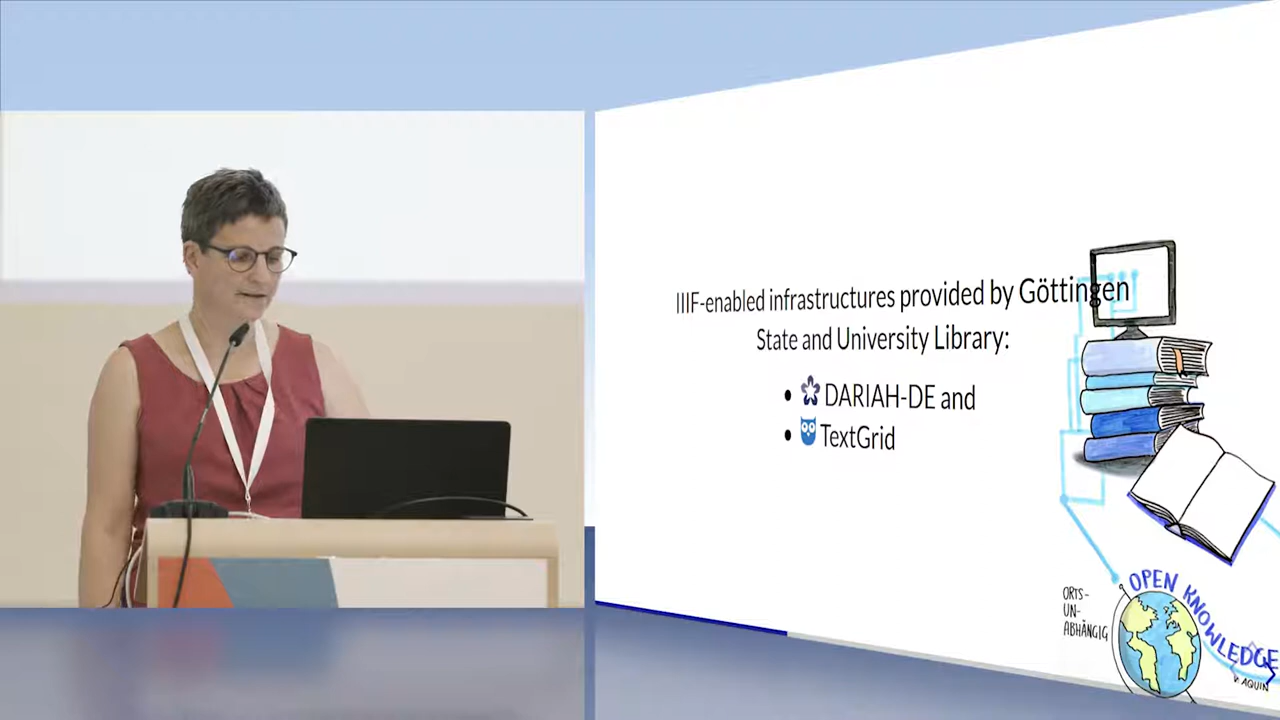 IIIF-enabled infrastructures provided by Göttingen
State and University Library:
• DARIAH-DE and
• TextGrid
ORTS-
UN-
ABHÄNGIG
OPEN KNOWLEDGE
AQUIN